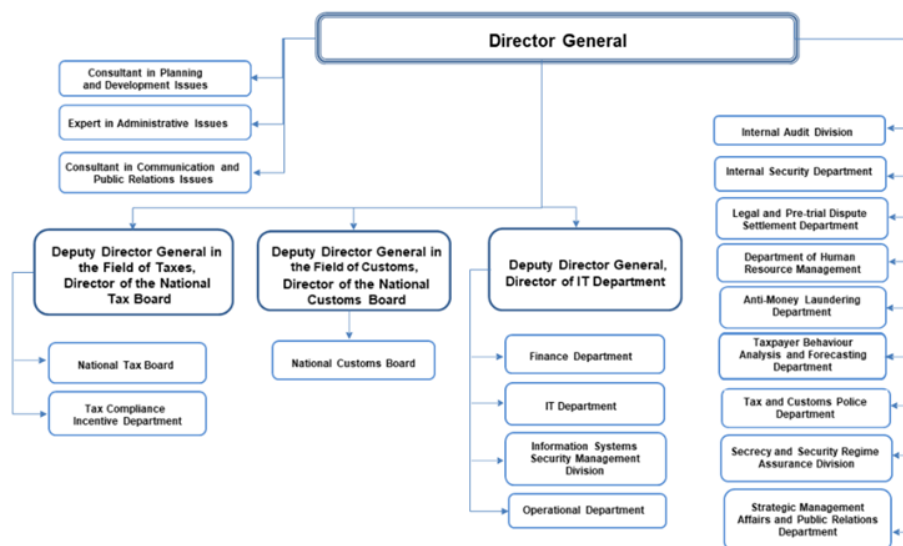 Director General
Consultant in Planning
and Development Issues
Expert in Administrative Issues
Consultant in Communication and
Public Relations Issues
Deputy Director General in
the Field of Taxes,
Director of the National
Tax Board
National Tax Board
Tax Compliance
Incentive Department
Deputy Director General in
the Field of Customs,
Director of the National
Customs Board
National Customs Board
Deputy Director General,
Director of IT Department
Finance Department
IT Department
Information Systems
Security Management
Division
Operational Department
Internal Audit Division
Internal Security Department
Legal and Pre-trial Dispute
Settlement Department
Department of Human
Resource Management
Anti-Money Laundering
Department
Taxpayer Behaviour
Analysis and Forecasting
Department
Tax and Customs Police
Department
Secrecy and Security Regime
Assurance Division
Strategic Management
Affairs and Public Relations
Department